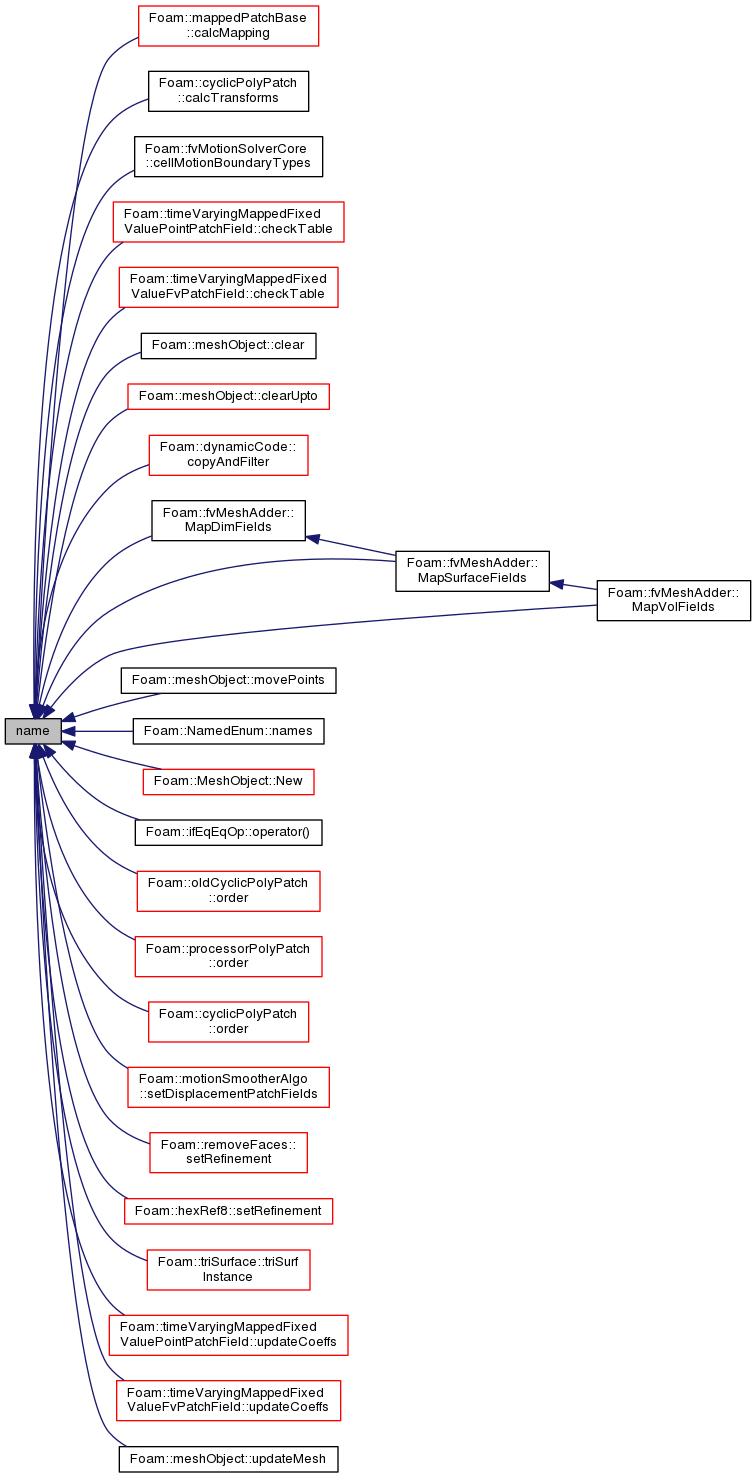 Foam::mappedPatchBase
::calcMapping
Foam::cyclicPolyPatch
::calcTransforms
Foam::fvMotionSolverCore
::cellMotionBoundaryTypes
Foam::timeVaryingMappedFixed
ValuePointPatchField::checkTable
Foam::timeVaryingMappedFixed
ValueFvPatchField::checkTable
Foam::meshObject::clear
Foam::meshObject::clearUpto
Foam::dynamicCode::
copyAndFilter
Foam::fvMeshAdder::
MapDimFields
Foam::fvMeshAdder::
MapSurfaceFields
Foam::fvMeshAdder::
MapVolFields
Foam::meshObject::movePoints
name
Foam::NamedEnum::names
Foam::MeshObject::New
Foam::ifEqEqOp::operator()
Foam::oldCyclicPolyPatch
::order
Foam::processorPolyPatch
::order
Foam::cyclicPolyPatch
::order
Foam::motionSmootherAlgo
::setDisplacementPatchFields
Foam::removeFaces::
setRefinement
Foam::hexRef8::setRefinement
Foam::triSurface::triSurf
Instance
Foam::timeVaryingMappedFixed
ValuePointPatchField::updateCoeffs
Foam::timeVaryingMappedFixed
ValueFvPatchField::updateCoeffs
Foam::meshObject::updateMesh